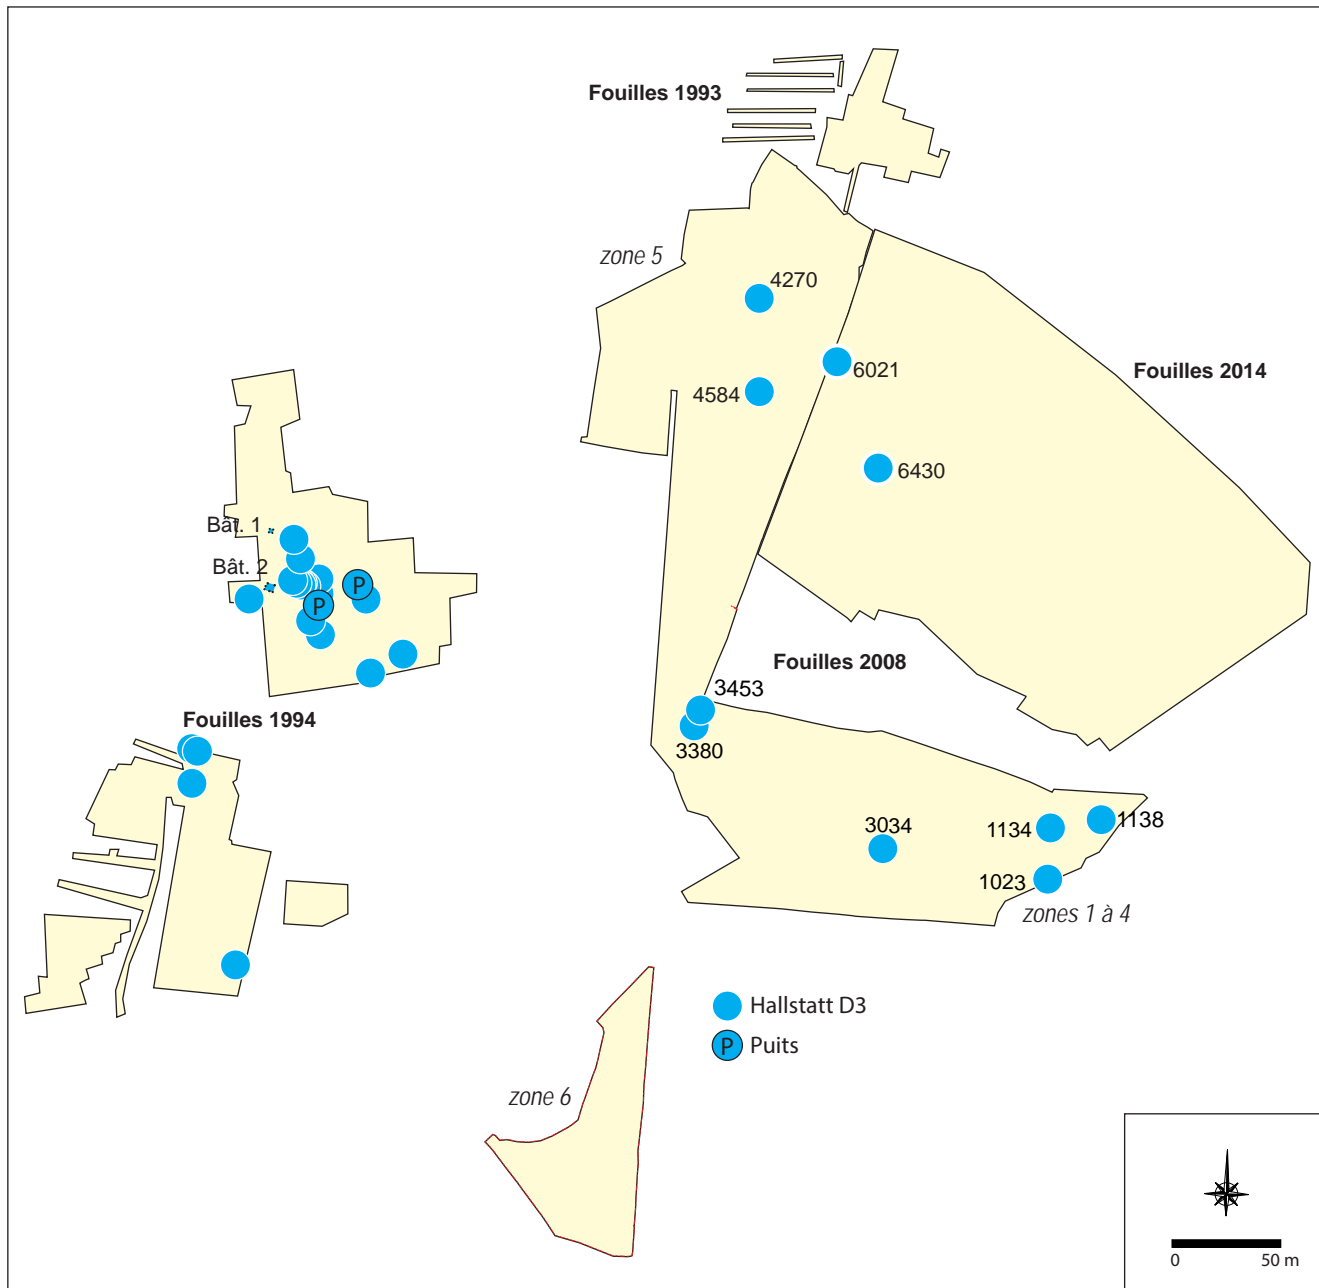 Fouilles 1993
zone 5
4270
6021
Fouilles 2014
4584
6430
Bât. 1
Bât. 2
P
P
Fouilles 2008
3453
Fouilles 1994
3380
3034
1134
1138
1023
zones 1 à 4
Hallstatt D3
P Puits
zone 6
0 50 m